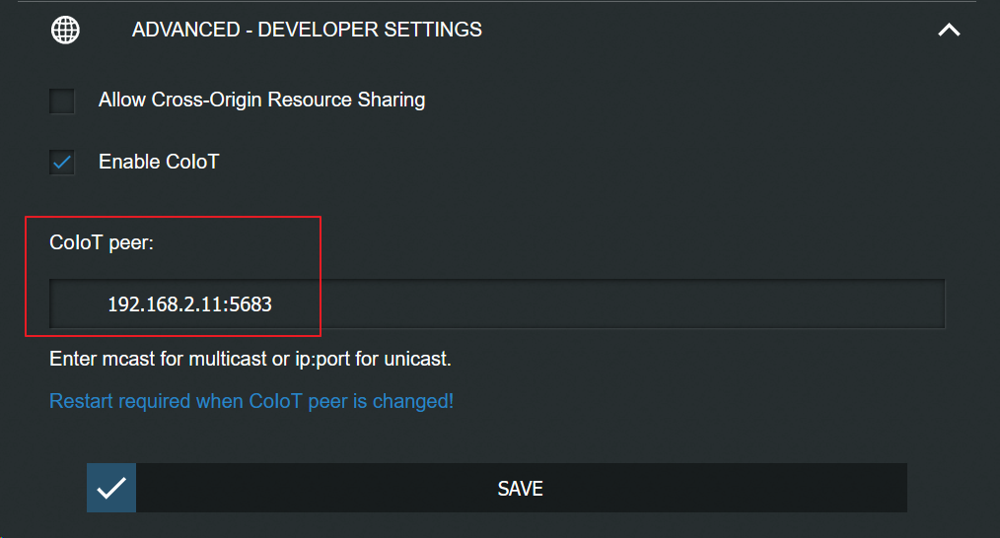 ADVANCED - DEVELOPER SETTINGS
Allow Cross-Origin Resource Sharing
Enable CoIoT
CoIoT peer:
192.168.2.11:5683
Enter mcast for multicast or ip:port for unicast.
Restart required when CoIoT peer is changed!
SAVE